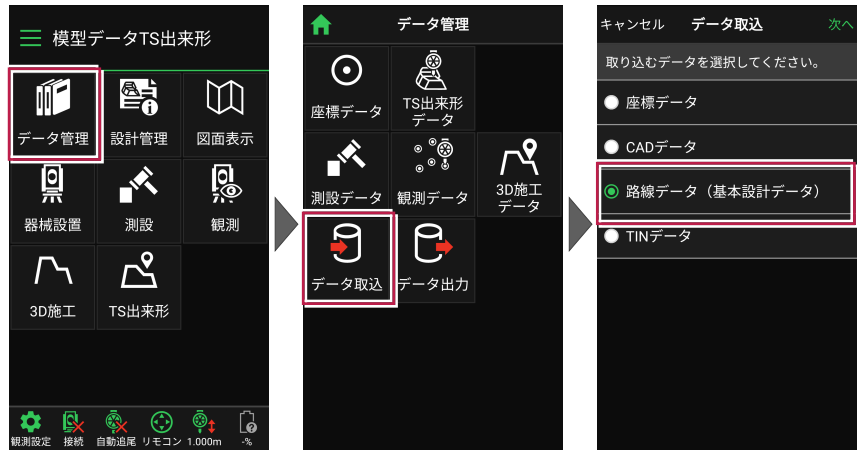 模型データTS出来形
データ管理
設計管理
図面表示
器械設置
測設
観測
3D施工
TS出来形
観測設定
接続
自動追尾
リモコン
1.000m
-%
データ管理
座標データ
TS出来形
データ
測設データ
観測データ
3D施工
データ
データ取込
データ出力
キャンセル
データ取込
次へ
取り込むデータを選択してください。
座標データ
CADデータ
路線データ（基本設計データ）
TINデータ